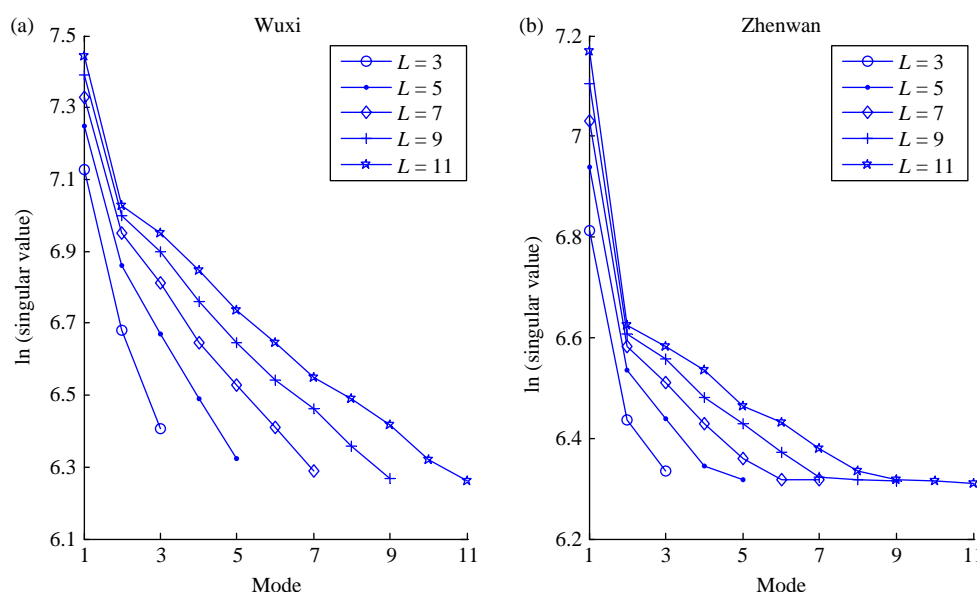 (a)
Wuxi
7.5
7.3
7.1
6.9
6.7
6.5
6.3
6.1
ln (singular value)
1 3 5 7 9 11
Mode
L = 3
L = 5
L = 7
L = 9
L = 11
(b)
Zhenwan
7.2
7
6.8
6.6
6.4
6.2
ln (singular value)
1 3 5 7 9 11
Mode
L = 3
L = 5
L = 7
L = 9
L = 11